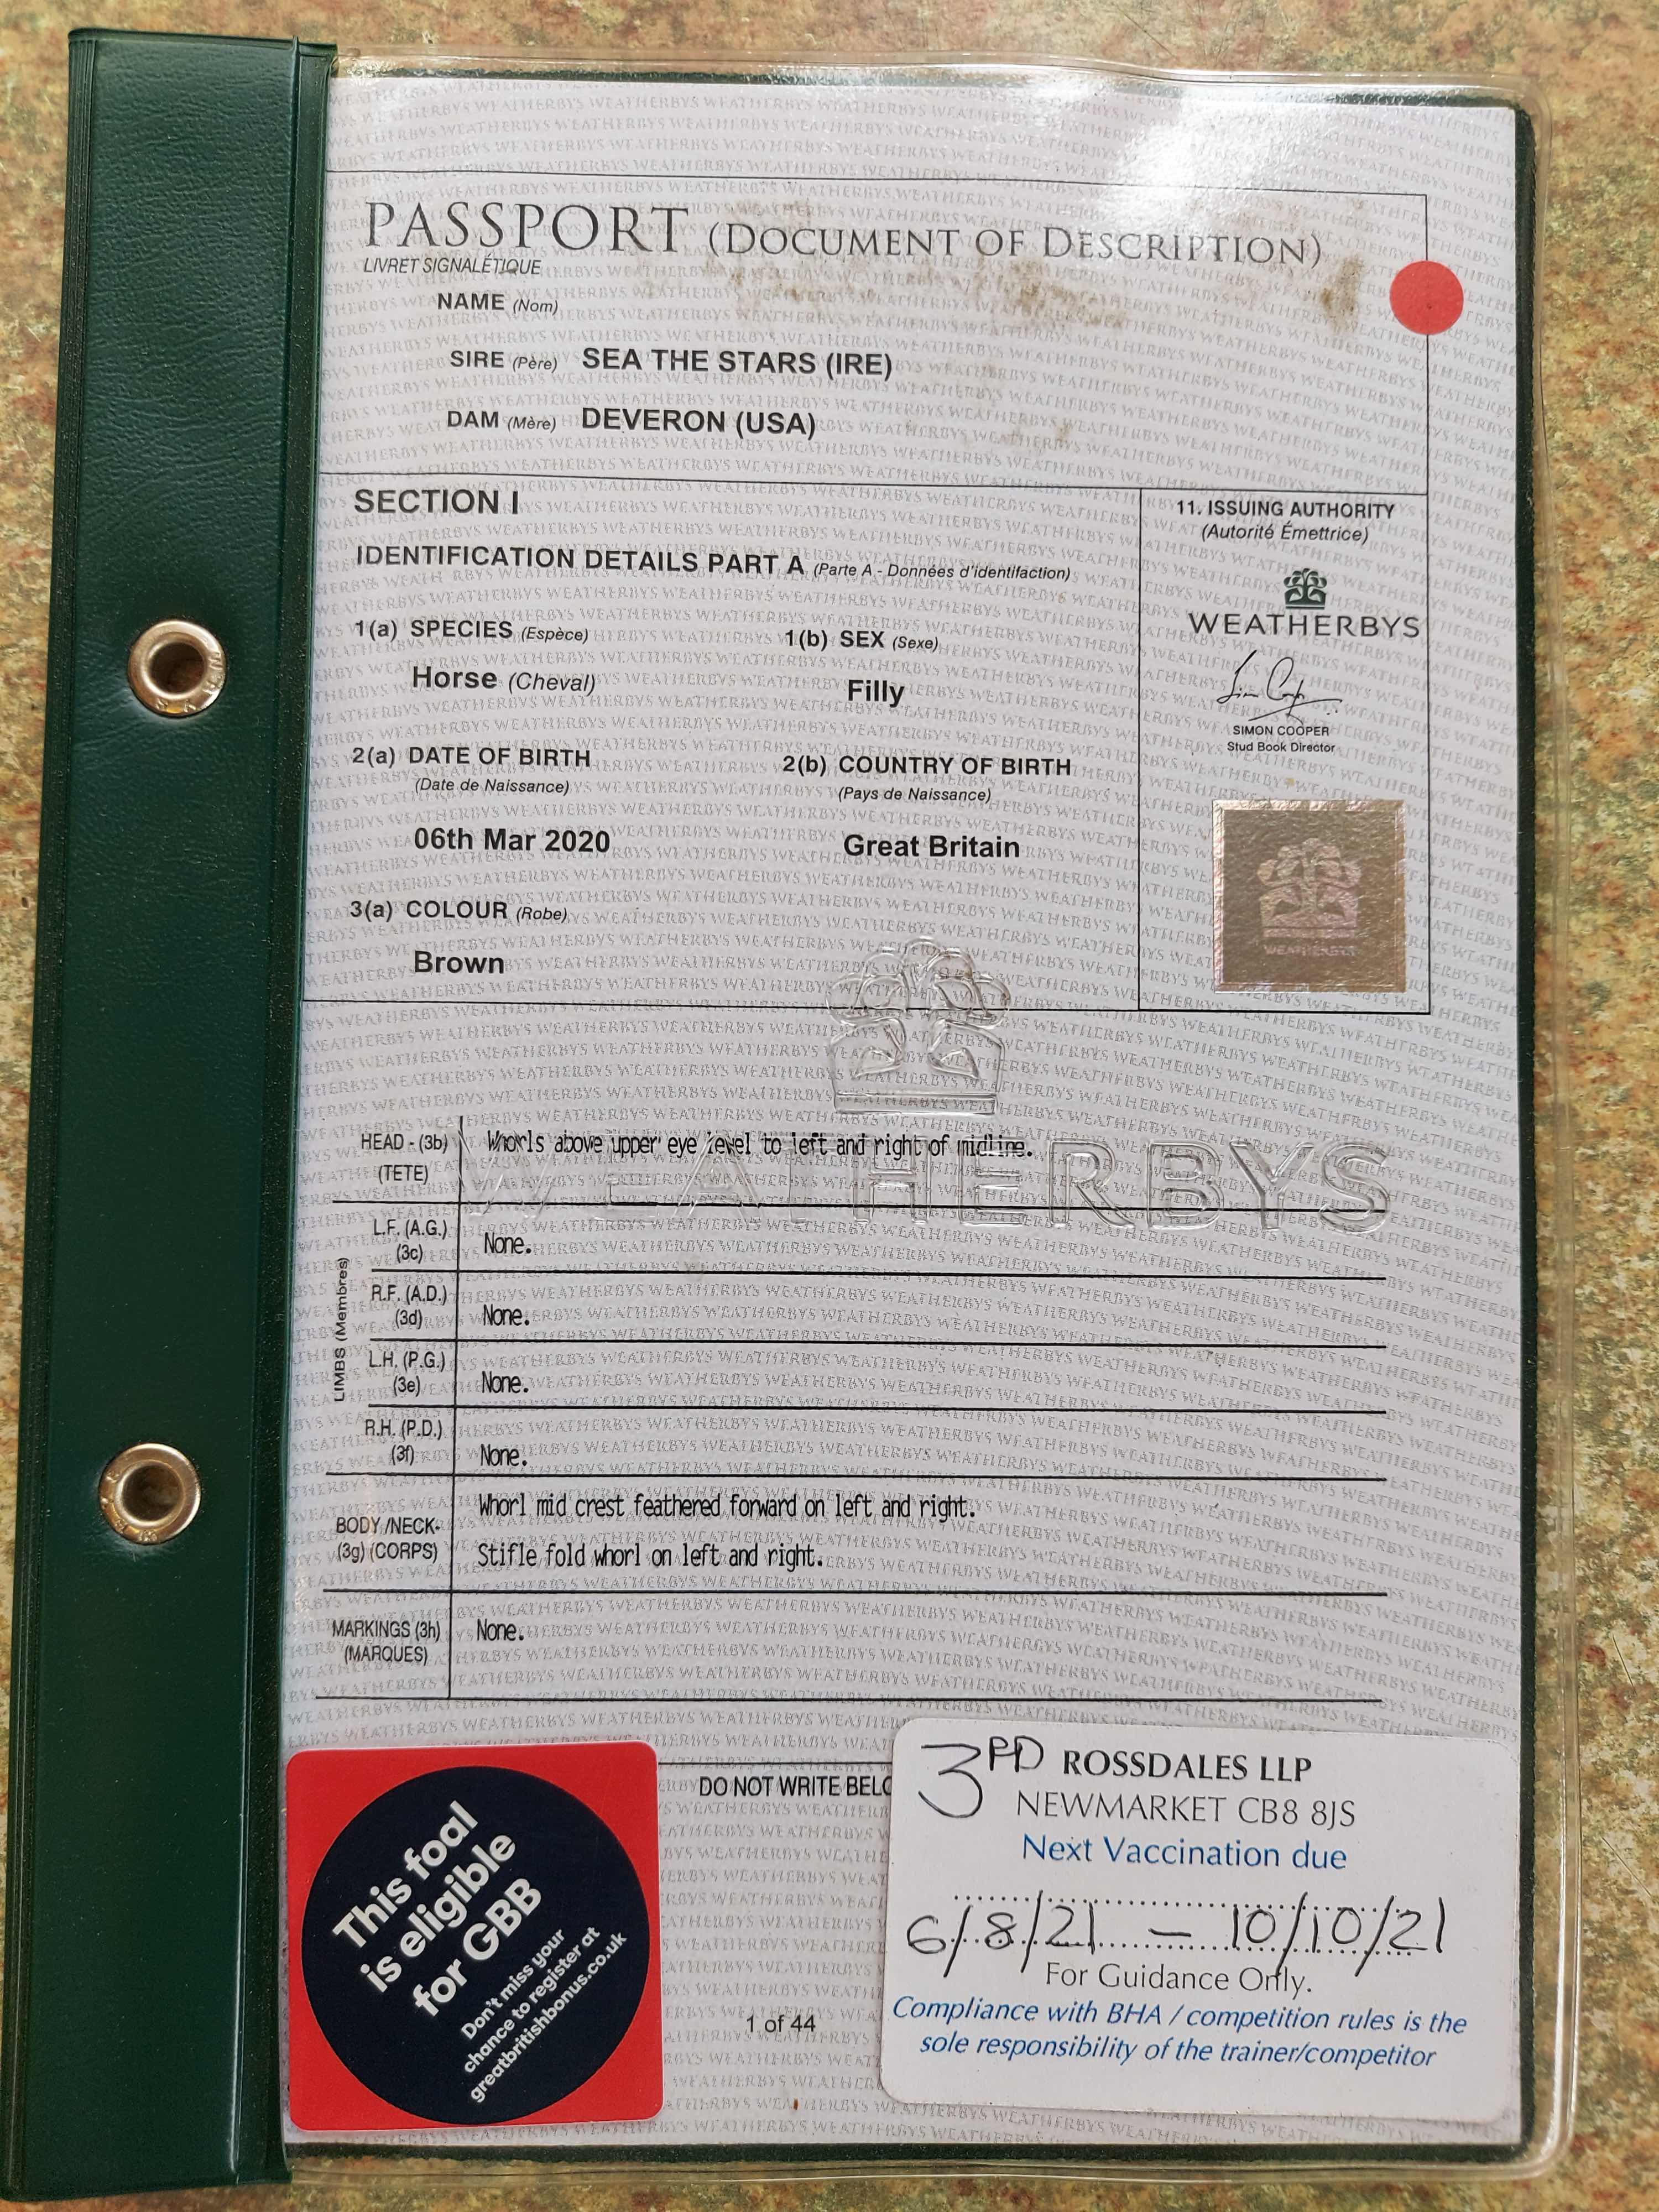 PASSPORT (DOCUMENT OF DESCRIPTION)
LIVRET SIGNALÉTIQUE
NAME (Nom)
SIRE (Père) SEA THE STARS (IRE)
DAM (Mère) DEVERON (USA)
SECTION I
IDENTIFICATION DETAILS PART A (Parte A - Données d'identifaction)
1(a) SPECIES (Espèce)
Horse (Cheval)
1(b) SEX (Sexe)
Filly
2(a) DATE OF BIRTH
(Date de Naissance)
06th Mar 2020
2(b) COUNTRY OF BIRTH
(Pays de Naissance)
Great Britain
3(a) COLOUR (Robe)
Brown
11. ISSUING AUTHORITY
(Autorité Émettrice)
WEATHERBYS
SIMON COOPER
Stud Book Director
WEATHERBYS
WEATHERBYS
HEAD - (3b)
(TETE)
Whorls above upper eye level to left and right of midline.
LIMBS (Membres)
L.F. (A.G.)
(3c)
None.
R.F. (A.D.)
(3d)
None.
L.H. (P.G.)
(3e)
None.
R.H. (P.D.)
(3f)
None.
BODY/NECK-
(3g) (CORPS)
Whorl mid crest feathered forward on left and right.
Stifle fold whorl on left and right.
MARKINGS (3h)
(MARQUES)
None.
DO NOT WRITE
1 of 44
This foal
is eligible
for GBB
Don't miss your
chance to register at
greatbritishbonus.co.uk
3RD ROSSDALES LLP
NEWMARKET CB8 8JS
Next Vaccination due
6/8/21 - 10/10/21
For Guidance Only.
Compliance with BHA / competition rules is the
sole responsibility of the trainer/competitor